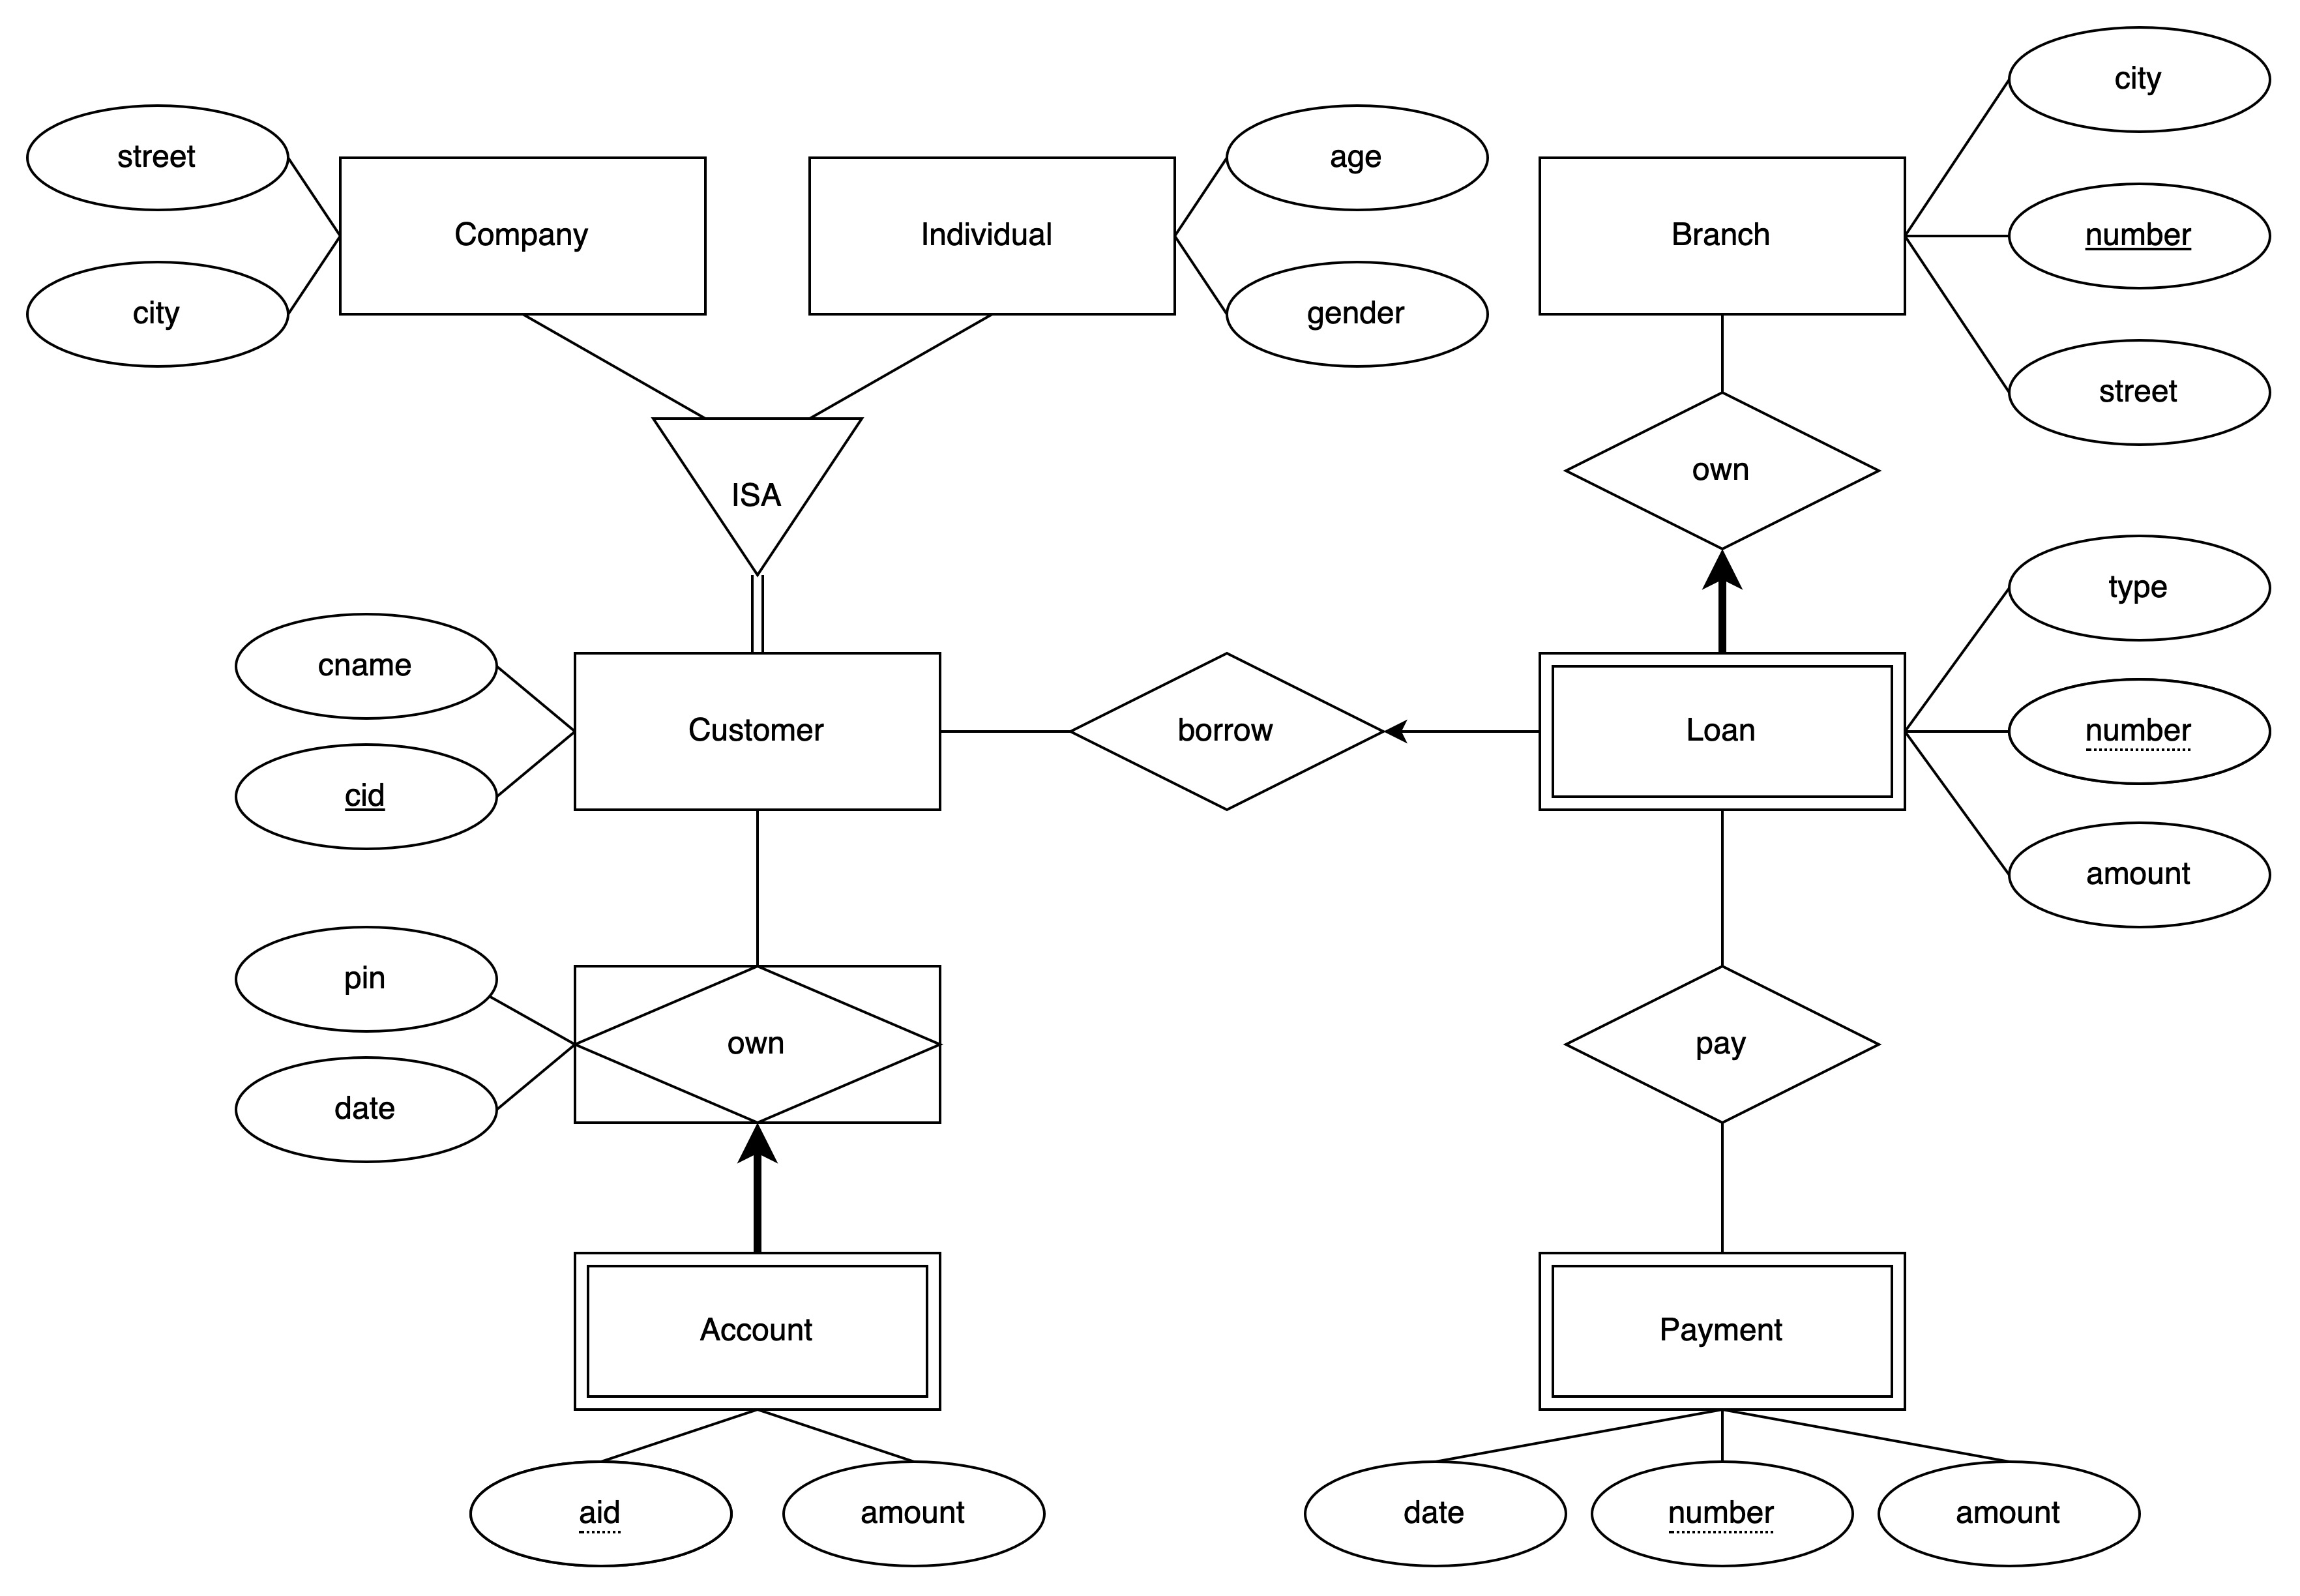 city
street
age
Company
Individual
Branch
number
city
gender
street
own
ISA
type
cname
Customer
borrow
Loan
number
cid
amount
pin
own
pay
date
Account
Payment
aid
amount
date
number
amount